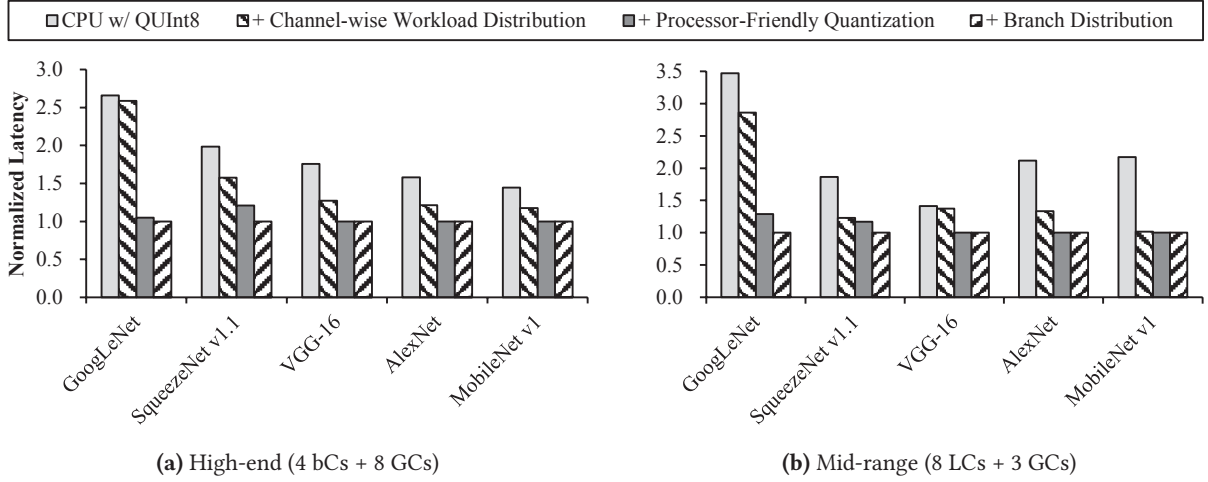 CPU w/ QUInt8 + Channel-wise Workload Distribution + Processor-Friendly Quantization + Branch Distribution
Normalized Latency
3.0
2.5
2.0
1.5
1.0
0.5
0.0
GoogLeNet
SqueezeNet v1.1
VGG-16
AlexNet
MobileNet v1
(a) High-end (4 bCs + 8 GCs)
3.5
3.0
2.5
2.0
1.5
1.0
0.5
0.0
GoogLeNet
SqueezeNet v1.1
VGG-16
AlexNet
MobileNet v1
(b) Mid-range (8 LCs + 3 GCs)